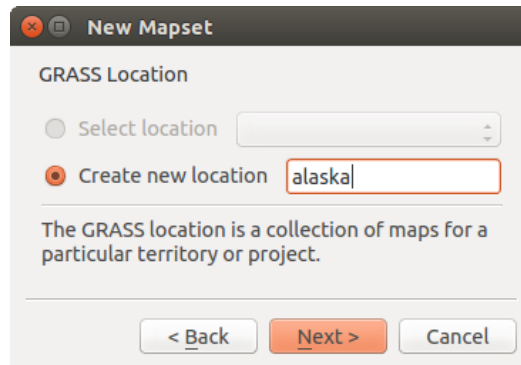 New Mapset
GRASS Location
Select location
Create new location alaska
The GRASS location is a collection of maps for a
particular territory or project.
< Back Next > Cancel